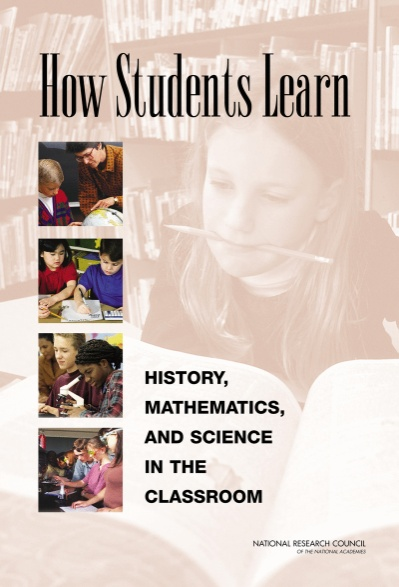 How Students Learn
HISTORY,
MATHEMATICS,
AND SCIENCE
IN THE
CLASSROOM
NATIONAL RESEARCH COUNCIL
OF THE NATIONAL ACADEMIES